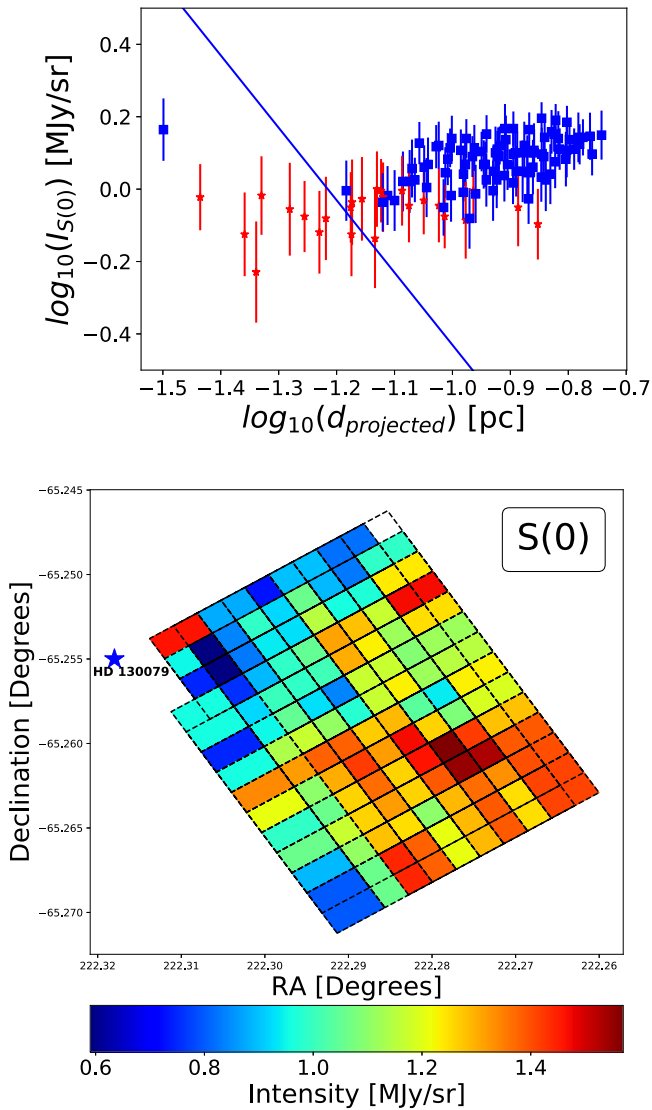 0.4
0.2
0.0
−0.2
−0.4
log10(IS(0)) [MJy/sr]
−1.5 −1.4 −1.3 −1.2 −1.1 −1.0 −0.9 −0.8 −0.7
log10(dprojected) [pc]
−65.245
−65.250
−65.255
−65.260
−65.265
−65.270
Declination [Degrees]
S(0)
HD 130079
222.32 222.31 222.30 222.29 222.28 222.27 222.26
RA [Degrees]
0.6 0.8 1.0 1.2 1.4
Intensity [MJy/sr]